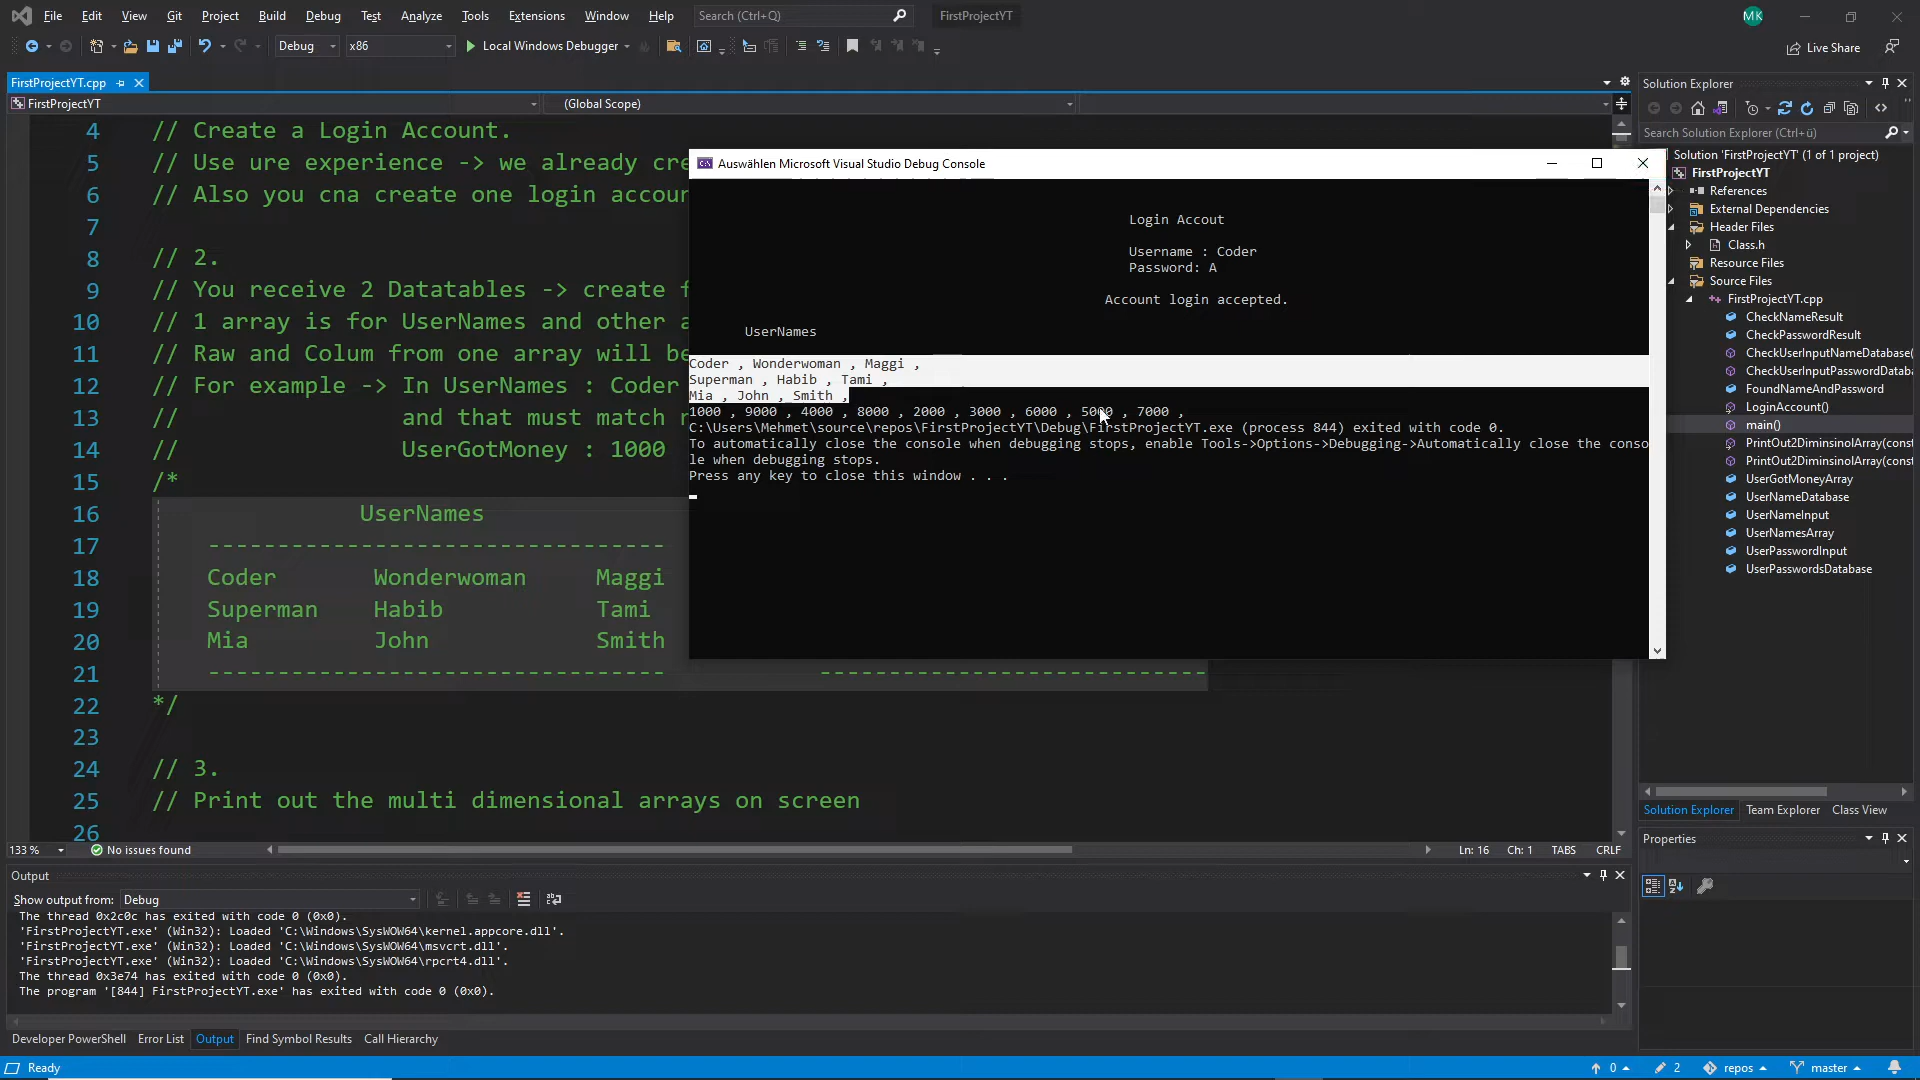 File Edit View Git Project Build Debug Test Analyze Tools Extensions Window Help Search (Ctrl+Q) FirstProjectYT MK
Debug x86 Local Windows Debugger Live Share
FirstProjectYT.cpp
FirstProjectYT (Global Scope)
4 // Create a Login Account.
5 // Use ure experience -> we already cre
6 // Also you cna create one login accour
7
8 // 2.
9 // You receive 2 Datatables -> create f
10 // 1 array is for UserNames and other a
11 // Raw and Colum from one array will be
12 // For example -> In UserNames : Coder
13 // and that must match
14 // UserGotMoney : 1000
15 /*
16 UserNames
17 ---------------------------------
18 Coder Wonderwoman Maggi
19 Superman Habib Tami
20 Mia John Smith
21 --------------------------------- ----------------------------
22 */
23
24 // 3.
25 // Print out the multi dimensional arrays on screen
26
133 % No issues found Ln: 16 Ch: 1 TABS CRLF
Auswählen Microsoft Visual Studio Debug Console
Login Accout
Username : Coder
Password: A
Account login accepted.
UserNames
Coder , Wonderwoman , Maggi ,
Superman , Habib , Tami ,
Mia , John , Smith ,
1000 , 9000 , 4000 , 8000 , 2000 , 3000 , 6000 , 5000 , 7000 ,
C:\Users\Mehmet\source\repos\FirstProjectYT\Debug\FirstProjectYT.exe (process 844) exited with code 0.
To automatically close the console when debugging stops, enable Tools->Options->Debugging->Automatically close the conso
le when debugging stops.
Press any key to close this window . . .
Solution Explorer
Search Solution Explorer (Ctrl+ü)
Solution 'FirstProjectYT' (1 of 1 project)
FirstProjectYT
References
External Dependencies
Header Files
Class.h
Resource Files
Source Files
FirstProjectYT.cpp
CheckNameResult
CheckPasswordResult
CheckUserInputNameDatabase(
CheckUserInputPasswordDataba
FoundNameAndPassword
LoginAccount()
main()
PrintOut2DiminsinolArray(const
PrintOut2DiminsinolArray(const
UserGotMoneyArray
UserNameDatabase
UserNameInput
UserNamesArray
UserPasswordInput
UserPasswordsDatabase
Solution Explorer Team Explorer Class View
Properties
Output
Show output from: Debug
The thread 0x2c0c has exited with code 0 (0x0).
'FirstProjectYT.exe' (Win32): Loaded 'C:\Windows\SysWOW64\kernel.appcore.dll'.
'FirstProjectYT.exe' (Win32): Loaded 'C:\Windows\SysWOW64\msvcrt.dll'.
'FirstProjectYT.exe' (Win32): Loaded 'C:\Windows\SysWOW64\rpcrt4.dll'.
The thread 0x3e74 has exited with code 0 (0x0).
The program '[844] FirstProjectYT.exe' has exited with code 0 (0x0).
Developer PowerShell Error List Output Find Symbol Results Call Hierarchy
Ready 0 2 repos master